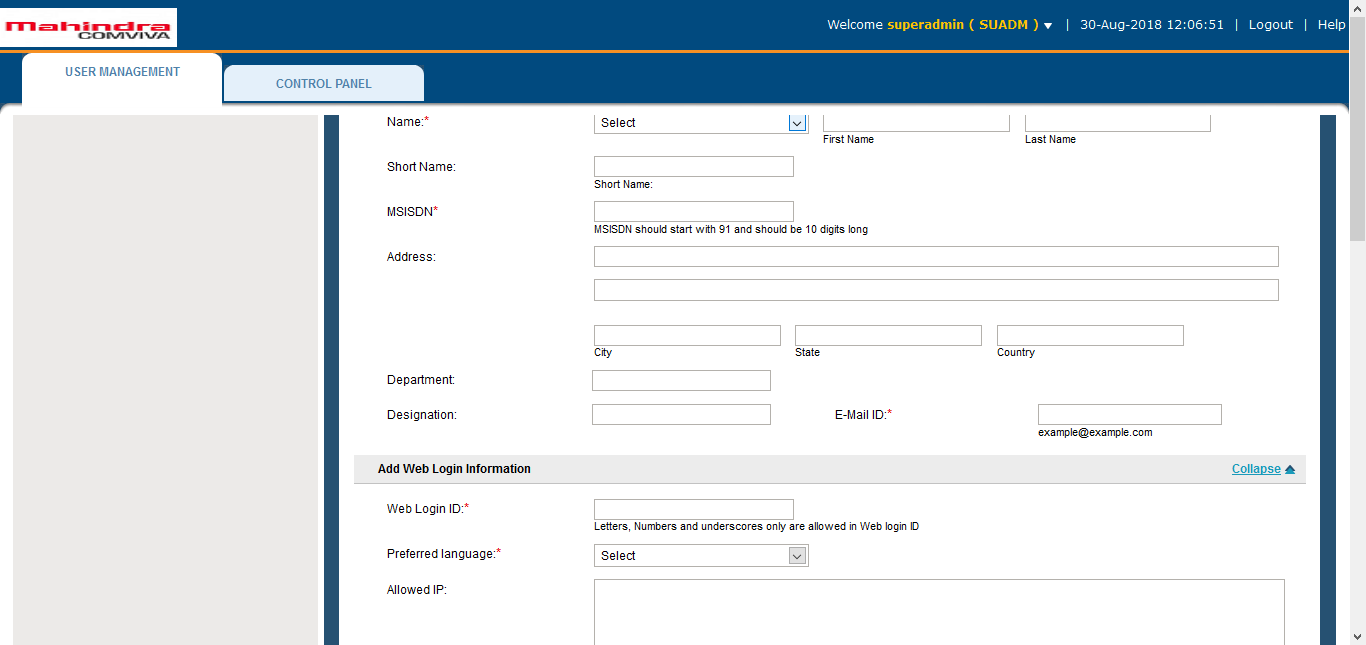 mahindra
COMVIVA
Welcome superadmin ( SUADM ) | 30-Aug-2018 12:06:51 | Logout | Help
USER MANAGEMENT
CONTROL PANEL
Name:* Select
First Name Last Name
Short Name:
Short Name:
MSISDN*
MSISDN should start with 91 and should be 10 digits long
Address:
City State Country
Department:
Designation: E-Mail ID:*
example@example.com
Add Web Login Information Collapse
Web Login ID:*
Letters, Numbers and underscores only are allowed in Web login ID
Preferred language:* Select
Allowed IP: